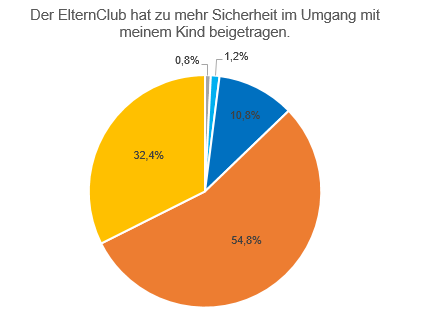 Der ElternClub hat zu mehr Sicherheit im Umgang mit
meinem Kind beigetragen.
0,8%
1,2%
10,8%
32,4%
54,8%